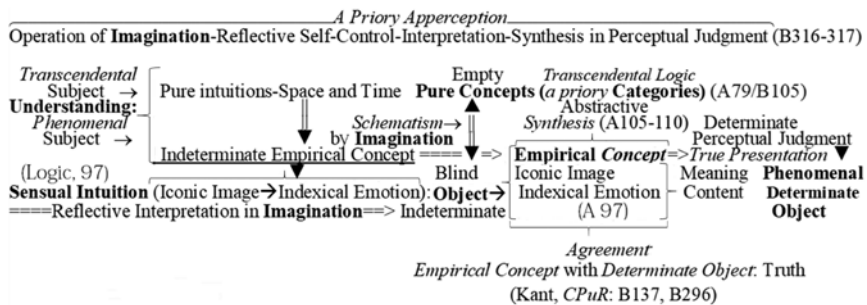 A Priory Apperception
Operation of Imagination-Reflective Self-Control-Interpretation-Synthesis in Perceptual Judgment (B316-317)
Transcendental Empty Transcendental Logic
Subject → Pure intuitions-Space and Time Pure Concepts (a priory Categories) (A79/B105)
Understanding: Abstractive
Phenomenal Schematism→ Synthesis (A105-110) Determinate
Subject → by Imagination Perceptual Judgment
Indeterminate Empirical Concept ==== => Empirical Concept=>True Presentation
(Logic, 97) Blind Iconic Image Meaning Phenomenal
Sensual Intuition (Iconic Image→Indexical Emotion): Object→ Indexical Emotion Content Determinate
====Reflective Interpretation in Imagination==> Indeterminate (A 97) Object
Agreement
Empirical Concept with Determinate Object: Truth
(Kant, CPuR: B137, B296)